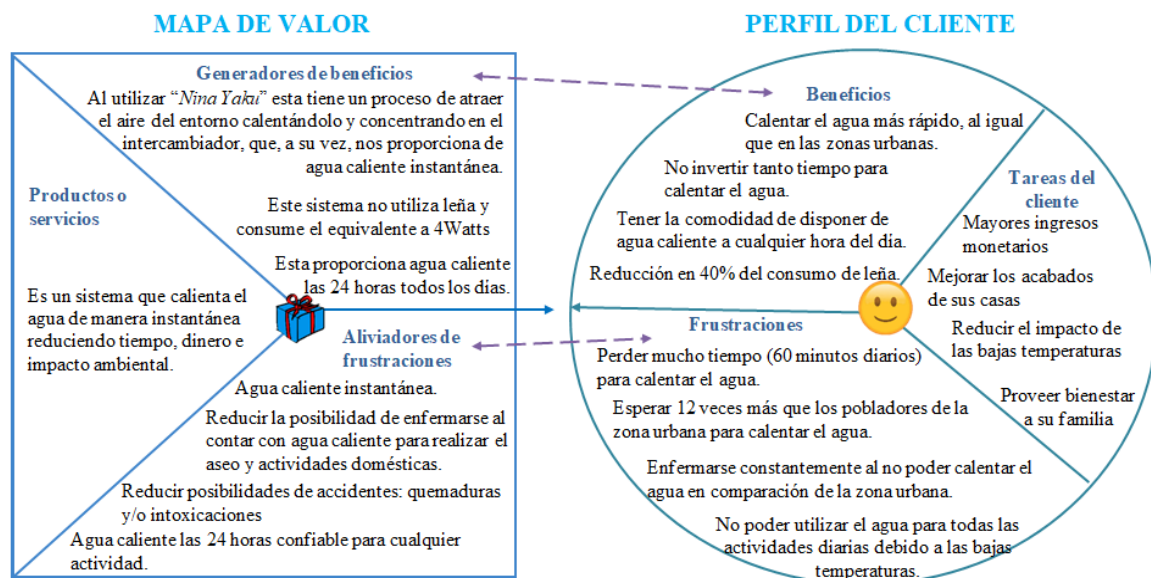 MAPA DE VALOR
Generadores de beneficios
Al utilizar “Nina Yaku” esta tiene un proceso de atraer
el aire del entorno calentándolo y concentrando en el
intercambiador, que, a su vez, nos proporciona de
agua caliente instantánea.
Este sistema no utiliza leña y
consume el equivalente a 4Watts
Esta proporciona agua caliente
las 24 horas todos los días.
Productos o
servicios
Es un sistema que calienta el
agua de manera instantánea
reduciendo tiempo, dinero e
impacto ambiental.
Aliviadores de
frustraciones
Agua caliente instantánea.
Reducir la posibilidad de enfermarse al
contar con agua caliente para realizar el
aseo y actividades domésticas.
Reducir posibilidades de accidentes: quemaduras
y/o intoxicaciones
Agua caliente las 24 horas confiable para cualquier
actividad.
PERFIL DEL CLIENTE
Beneficios
Calentar el agua más rápido, al igual
que en las zonas urbanas.
No invertir tanto tiempo para
calentar el agua.
Tener la comodidad de disponer de
agua caliente a cualquier hora del día.
Reducción en 40% del consumo de leña.
Tareas del
cliente
Mayores ingresos
monetarios
Mejorar los acabados
de sus casas
Reducir el impacto de
las bajas temperaturas
Proveer bienestar
a su familia
Frustraciones
Perder mucho tiempo (60 minutos diarios)
para calentar el agua.
Esperar 12 veces más que los pobladores de la
zona urbana para calentar el agua.
Enfermarse constantemente al no poder calentar el
agua en comparación de la zona urbana.
No poder utilizar el agua para todas las
actividades diarias debido a las bajas
temperaturas.